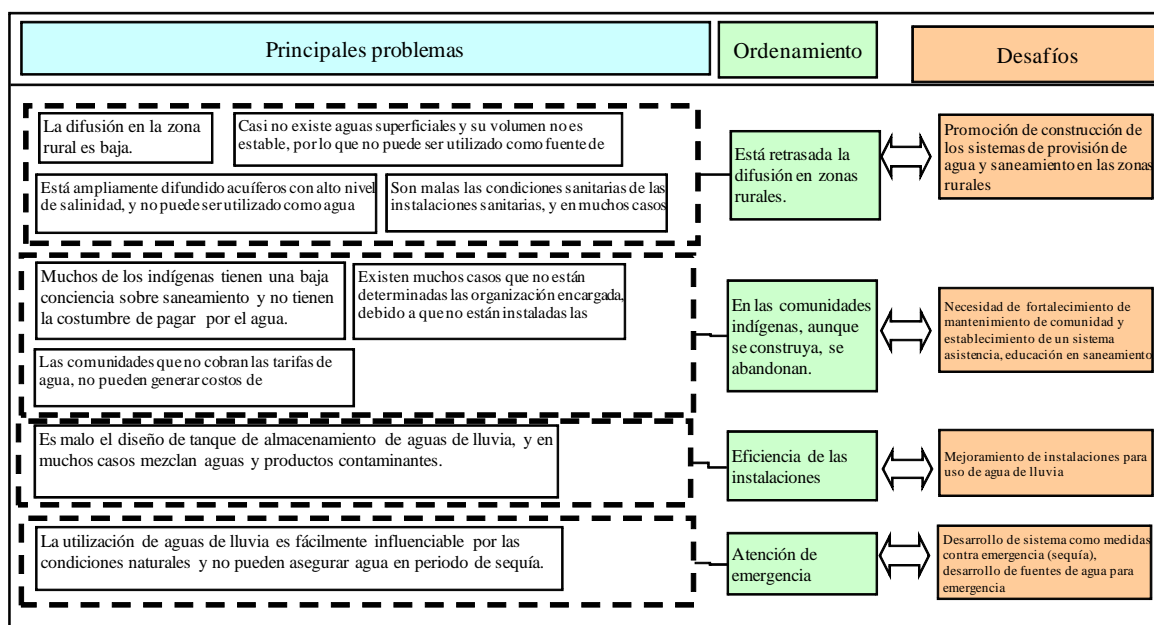 Principales problemas
Ordenamiento
Desafíos
La difusión en la zona
rural es baja.
Casi no existe aguas superficiales y su volumen no es
estable, por lo que no puede ser utilizado como fuente de
Está ampliamente difundido acuíferos con alto nivel
de salinidad, y no puede ser utilizado como agua
Son malas las condiciones sanitarias de las
instalaciones sanitarias, y en muchos casos
Está retrasada la
difusión en zonas
rurales.
Promoción de construcción de
los sistemas de provisión de
agua y saneamiento en las zonas
rurales
Muchos de los indígenas tienen una baja
conciencia sobre saneamiento y no tienen
la costumbre de pagar por el agua.
Existen muchos casos que no están
determinadas las organización encargada,
debido a que no están instaladas las
Las comunidades que no cobran las tarifas de
agua, no pueden generar costos de
En las comunidades
indígenas, aunque
se construya, se
abandonan.
Necesidad de fortalecimiento de
mantenimiento de comunidad y
establecimiento de un sistema
asistencia, educación en saneamiento
Es malo el diseño de tanque de almacenamiento de aguas de lluvia, y en
muchos casos mezclan aguas y productos contaminantes.
Eficiencia de las
instalaciones
Mejoramiento de instalaciones para
uso de agua de lluvia
La utilización de aguas de lluvia es fácilmente influenciable por las
condiciones naturales y no pueden asegurar agua en periodo de sequía.
Atención de
emergencia
Desarrollo de sistema como medidas
contra emergencia (sequía),
desarrollo de fuentes de agua para
emergencia